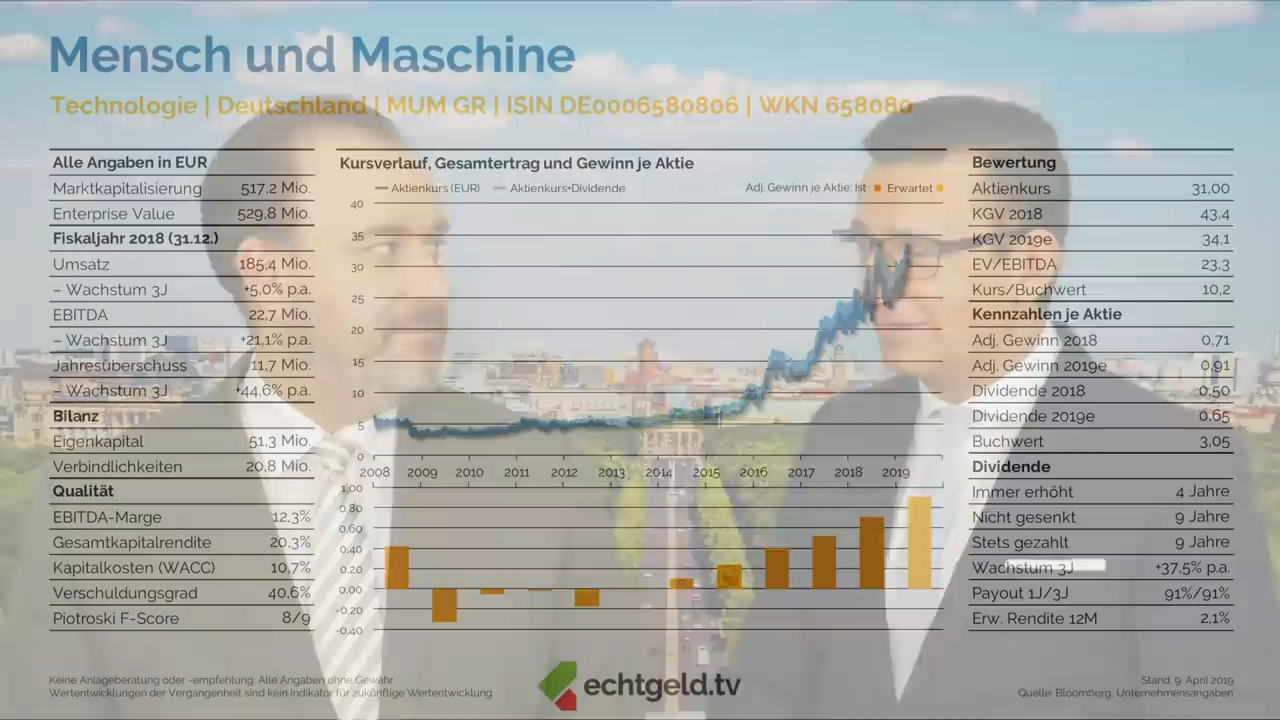 Mensch und Maschine
Technologie | Deutschland | MUM GR | ISIN DE0006580806 | WKN 658080
Alle Angaben in EUR
Marktkapitalisierung 517,2 Mio.
Enterprise Value 529,8 Mio.
Fiskaljahr 2018 (31.12.)
Umsatz 185,4 Mio.
– Wachstum 3J +5,0% p.a.
EBITDA 22,7 Mio.
– Wachstum 3J +21,1% p.a.
Jahresüberschuss 11,7 Mio.
– Wachstum 3J +44,6% p.a.
Bilanz
Eigenkapital 51,3 Mio.
Verbindlichkeiten 20,8 Mio.
Qualität
EBITDA-Marge 12,3%
Gesamtkapitalrendite 20,3%
Kapitalkosten (WACC) 10,7%
Verschuldungsgrad 40,6%
Piotroski F-Score 8/9
Kursverlauf, Gesamtertrag und Gewinn je Aktie
Aktienkurs (EUR) Aktienkurs+Dividende Adj. Gewinn je Aktie: Ist Erwartet
40
35
30
25
20
15
10
5
0
2008 2009 2010 2011 2012 2013 2014 2015 2016 2017 2018 2019
1,00
0,80
0,60
0,40
0,20
0,00
-0,20
-0,40
Bewertung
Aktienkurs 31,00
KGV 2018 43,4
KGV 2019e 34,1
EV/EBITDA 23,3
Kurs/Buchwert 10,2
Kennzahlen je Aktie
Adj. Gewinn 2018 0,71
Adj. Gewinn 2019e 0,91
Dividende 2018 0,50
Dividende 2019e 0,65
Buchwert 3,05
Dividende
Immer erhöht 4 Jahre
Nicht gesenkt 9 Jahre
Stets gezahlt 9 Jahre
Wachstum 3J +37,5% p.a.
Payout 1J/3J 91%/91%
Erw. Rendite 12M 2,1%
Keine Anlageberatung oder -empfehlung. Alle Angaben ohne Gewähr.
Wertentwicklungen der Vergangenheit sind kein Indikator für zukünftige Wertentwicklung
echtgeld.tv
Stand: 9. April 2019
Quelle: Bloomberg, Unternehmensangaben